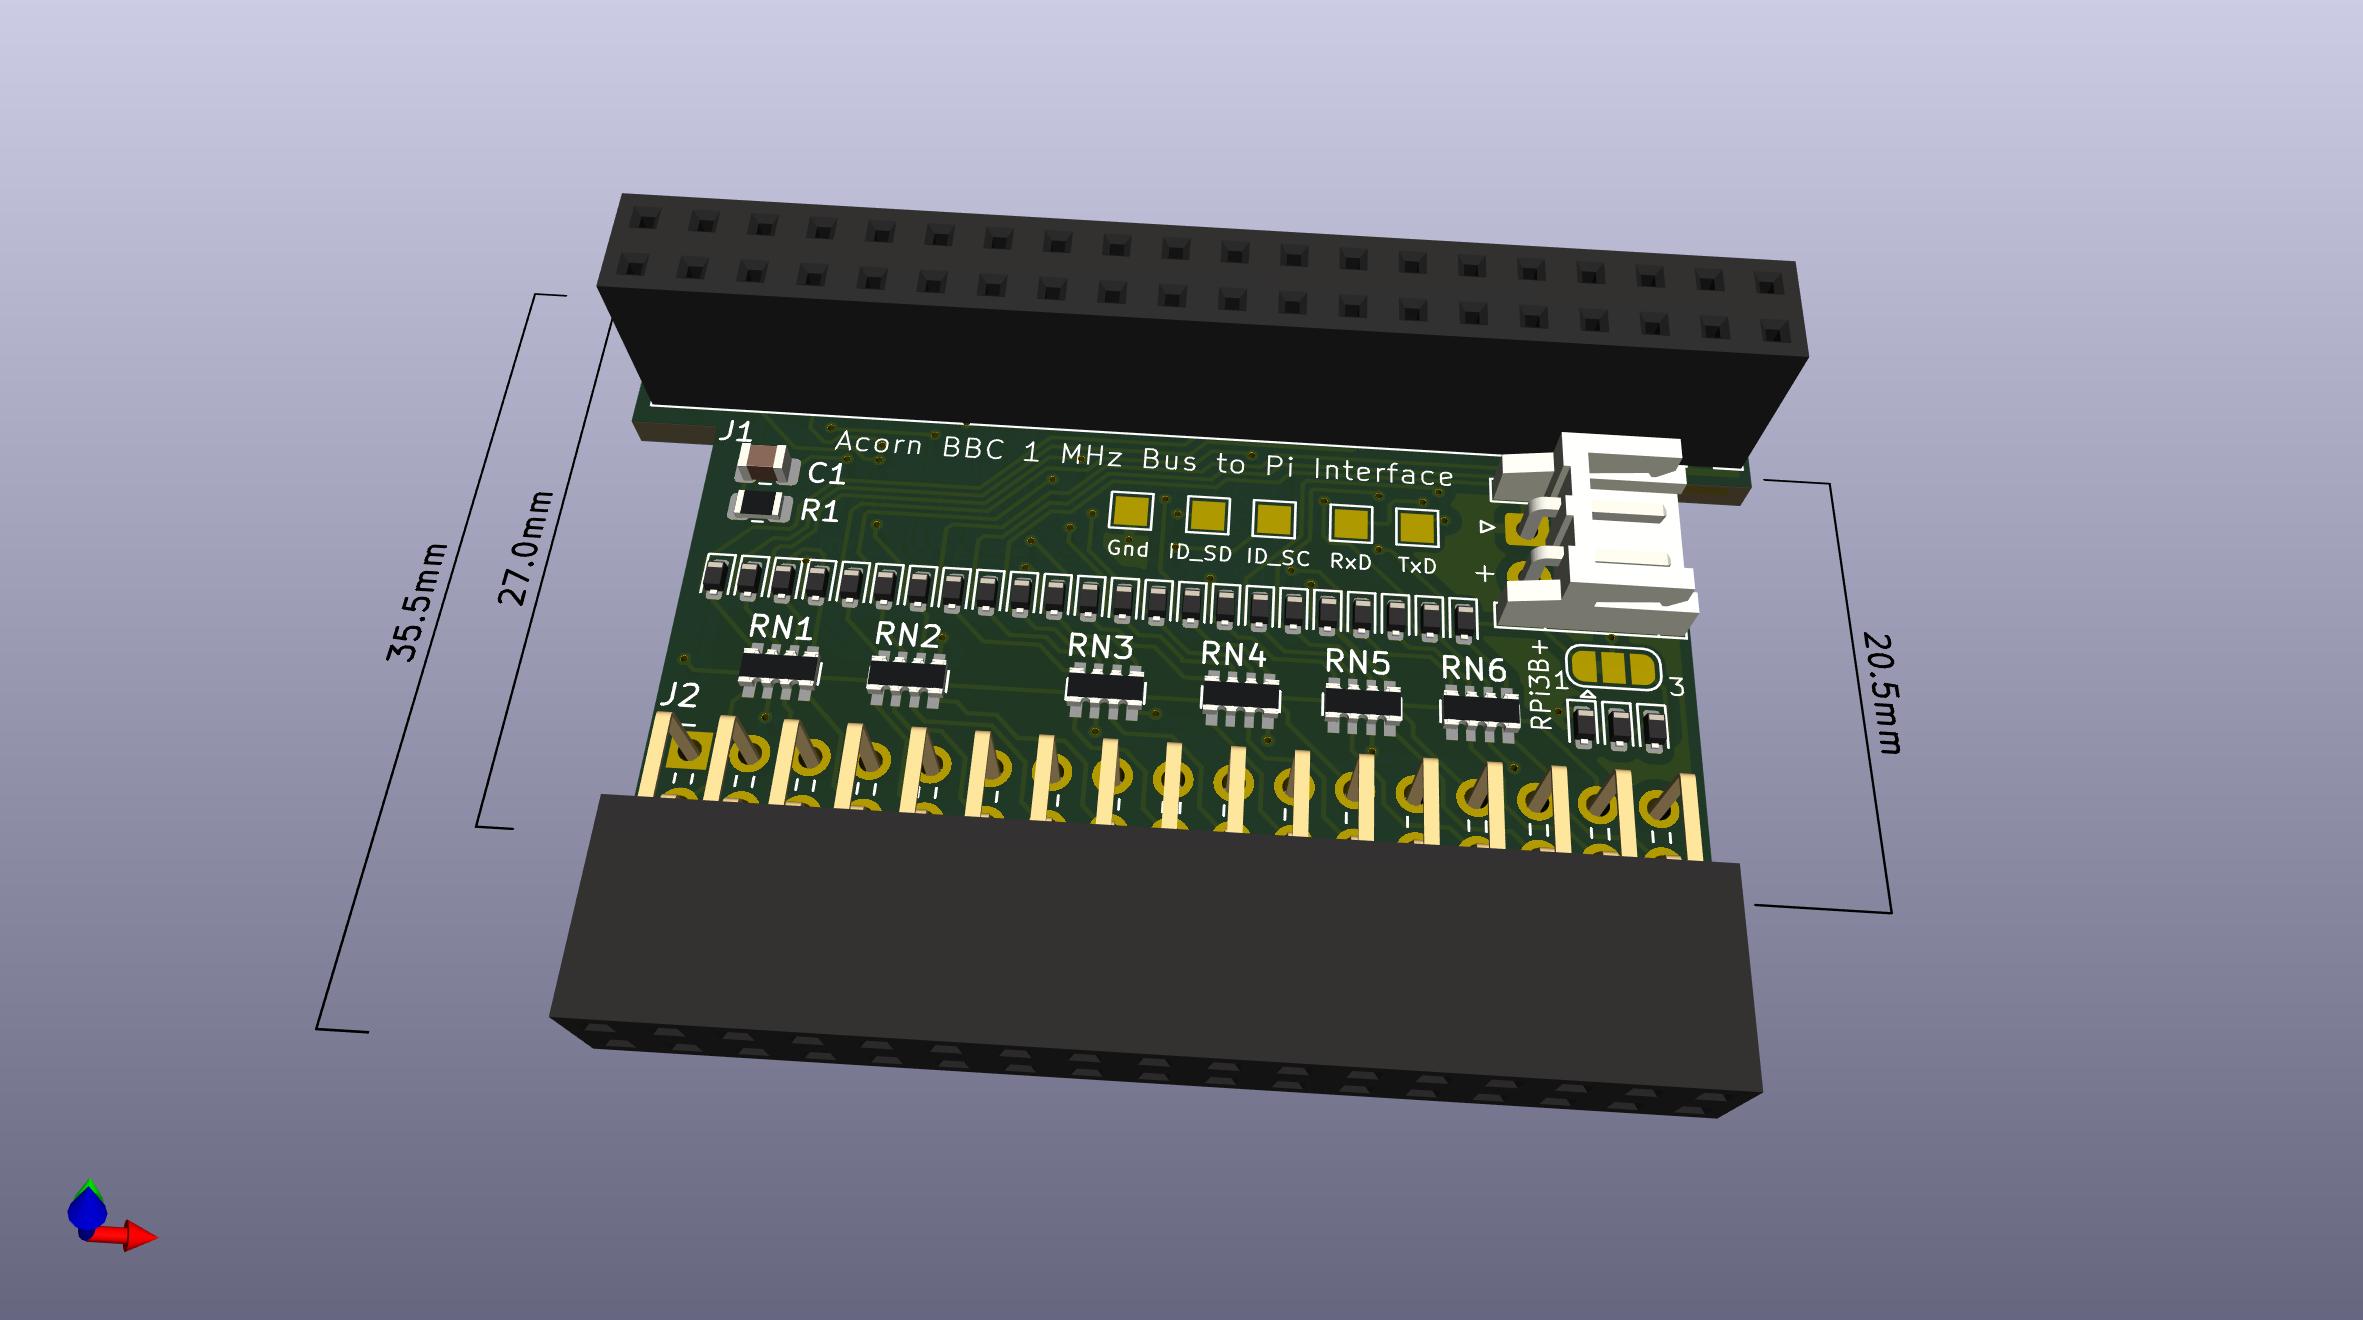 J1
Acorn BBC 1 MHz Bus to Pi Interface
C1
R1
Gnd
ID_SD
ID_SC
RxD
TxD
+
RN1
RN2
RN3
RN4
RN5
RN6
RPi3B+
1
3
J2
35.5mm
27.0mm
20.5mm